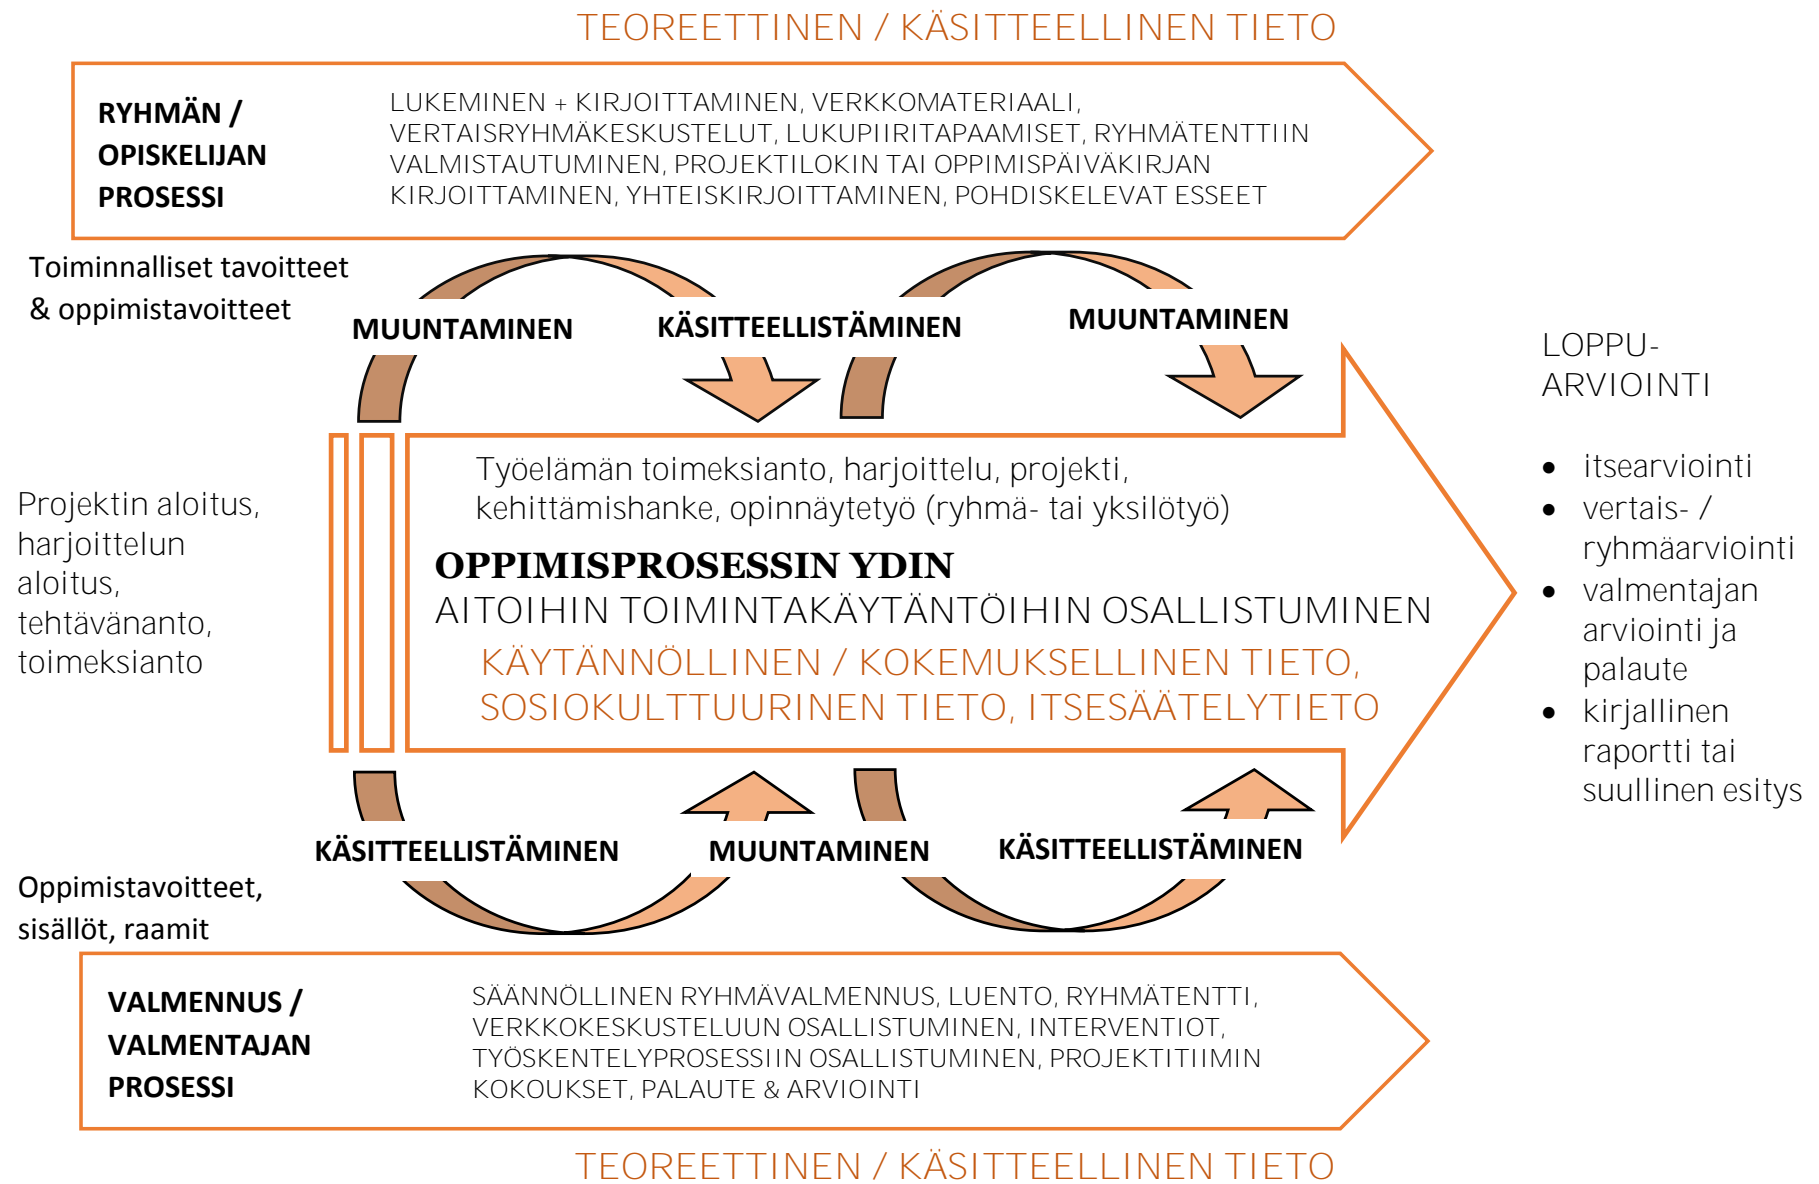 TEOREETTINEN / KÄSITTEELLINEN TIETO
RYHMÄN /
OPISKELIJAN
PROSESSI
LUKEMINEN + KIRJOITTAMINEN, VERKKOMATERIAALI,
VERTAISRYHMÄKESKUSTELUT, LUKUPIIRITAPAAMISET, RYHMÄTENTTIIN
VALMISTAUTUMINEN, PROJEKTILOKIN TAI OPPIMISPÄIVÄKIRJAN
KIRJOITTAMINEN, YHTEISKIRJOITTAMINEN, POHDISKELEVAT ESSEET
Toiminnalliset tavoitteet
& oppimistavoitteet
MUUNTAMINEN
KÄSITTEELLISTÄMINEN
MUUNTAMINEN
Projektin aloitus,
harjoittelun
aloitus,
tehtävänanto,
toimeksianto
Työelämän toimeksianto, harjoittelu, projekti,
kehittämishanke, opinnäytetyö (ryhmä- tai yksilötyö)
OPPIMISPROSESSIN YDIN
AITOIHIN TOIMINTAKÄYTÄNTÖIHIN OSALLISTUMINEN
KÄYTÄNNÖLLINEN / KOKEMUKSELLINEN TIETO,
SOSIOKULTTUURINEN TIETO, ITSESÄÄTELYTIETO
LOPPU-
ARVIOINTI
• itsearviointi
• vertais- /
ryhmäarviointi
• valmentajan
arviointi ja
palaute
• kirjallinen
raportti tai
suullinen esitys
KÄSITTEELLISTÄMINEN
MUUNTAMINEN
KÄSITTEELLISTÄMINEN
Oppimistavoitteet,
sisällöt, raamit
VALMENNUS /
VALMENTAJAN
PROSESSI
SÄÄNNÖLLINEN RYHMÄVALMENNUS, LUENTO, RYHMÄTENTTI,
VERKKOKESKUSTELUUN OSALLISTUMINEN, INTERVENTIOT,
TYÖSKENTELYPROSESSIIN OSALLISTUMINEN, PROJEKTITIIMIN
KOKOUKSET, PALAUTE & ARVIOINTI
TEOREETTINEN / KÄSITTEELLINEN TIETO